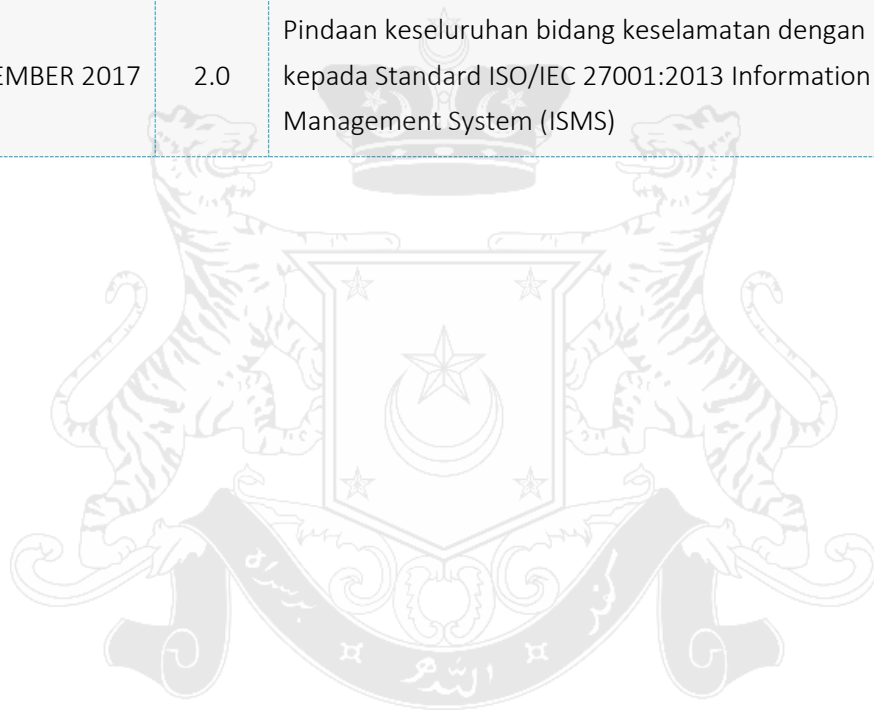 Pindaan keseluruhan bidang keselamatan dengan
EMBER 2017 2.0 kepada Standard ISO/IEC 27001:2013 Information
Management System (ISMS)